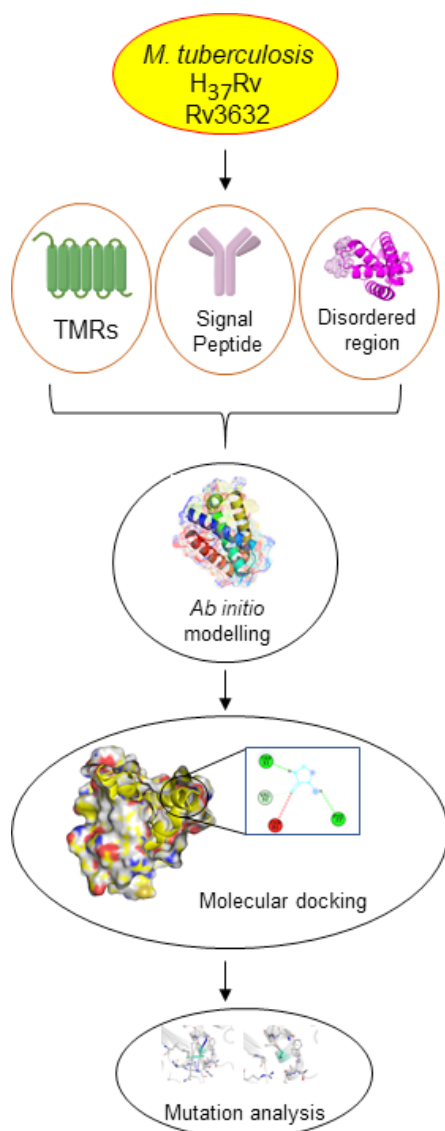 M. tuberculosis
H37Rv
Rv3632
TMRs
Signal
Peptide
Disordered
region
Ab initio
modelling
Molecular docking
Mutation analysis